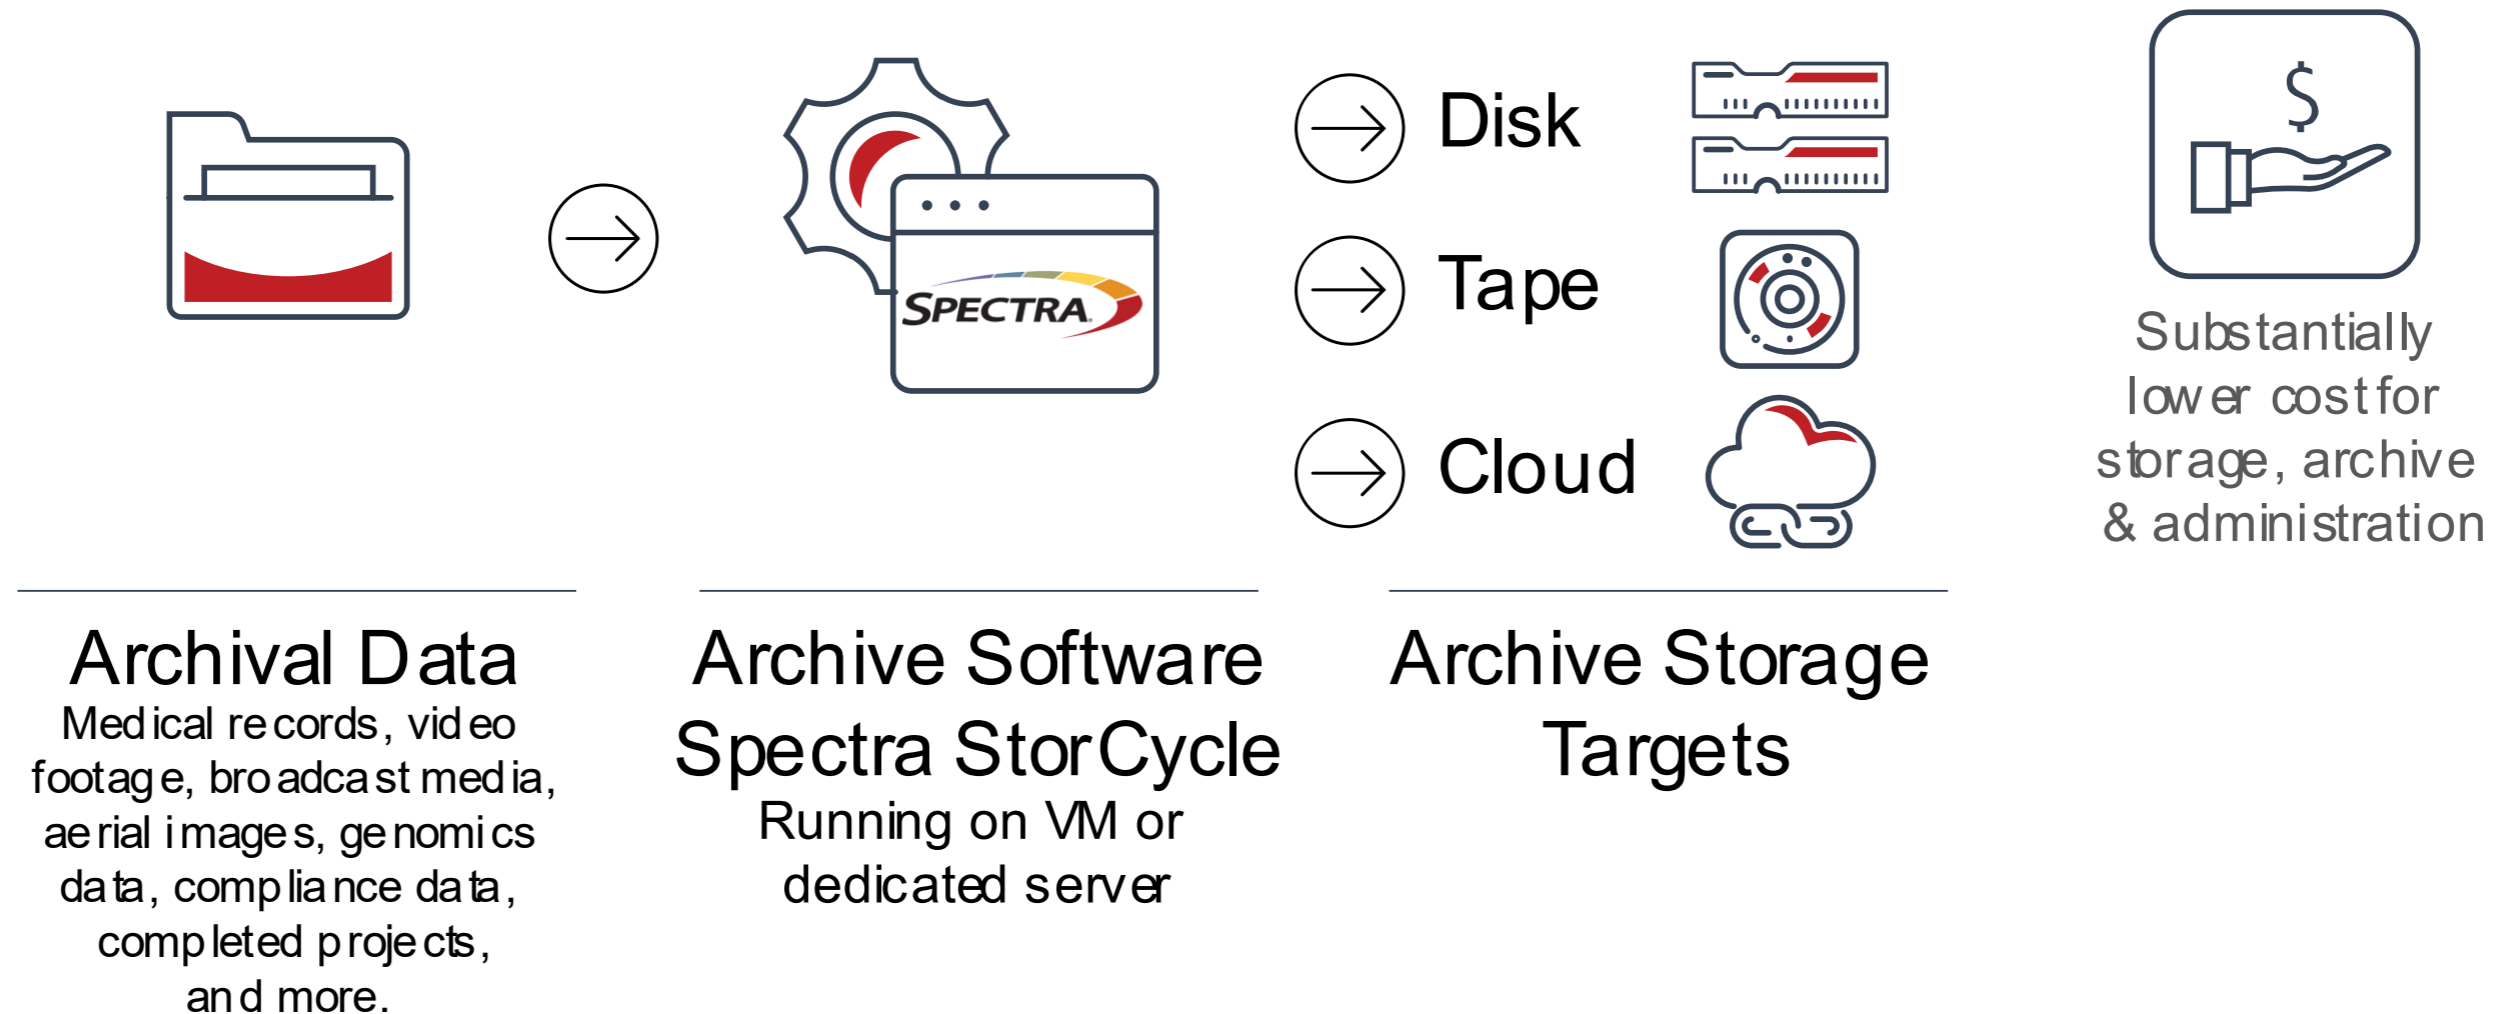 SPECTRA
Disk
Tape
Cloud
$
Substantially
lower cost for
storage, archive
& administration
Archival Data
Medical records, video
footage, broadcast media,
aerial images, genomics
data, compliance data,
completed projects,
and more.
Archive Software
Spectra StorCycle
Running on VM or
dedicated server
Archive Storage
Targets